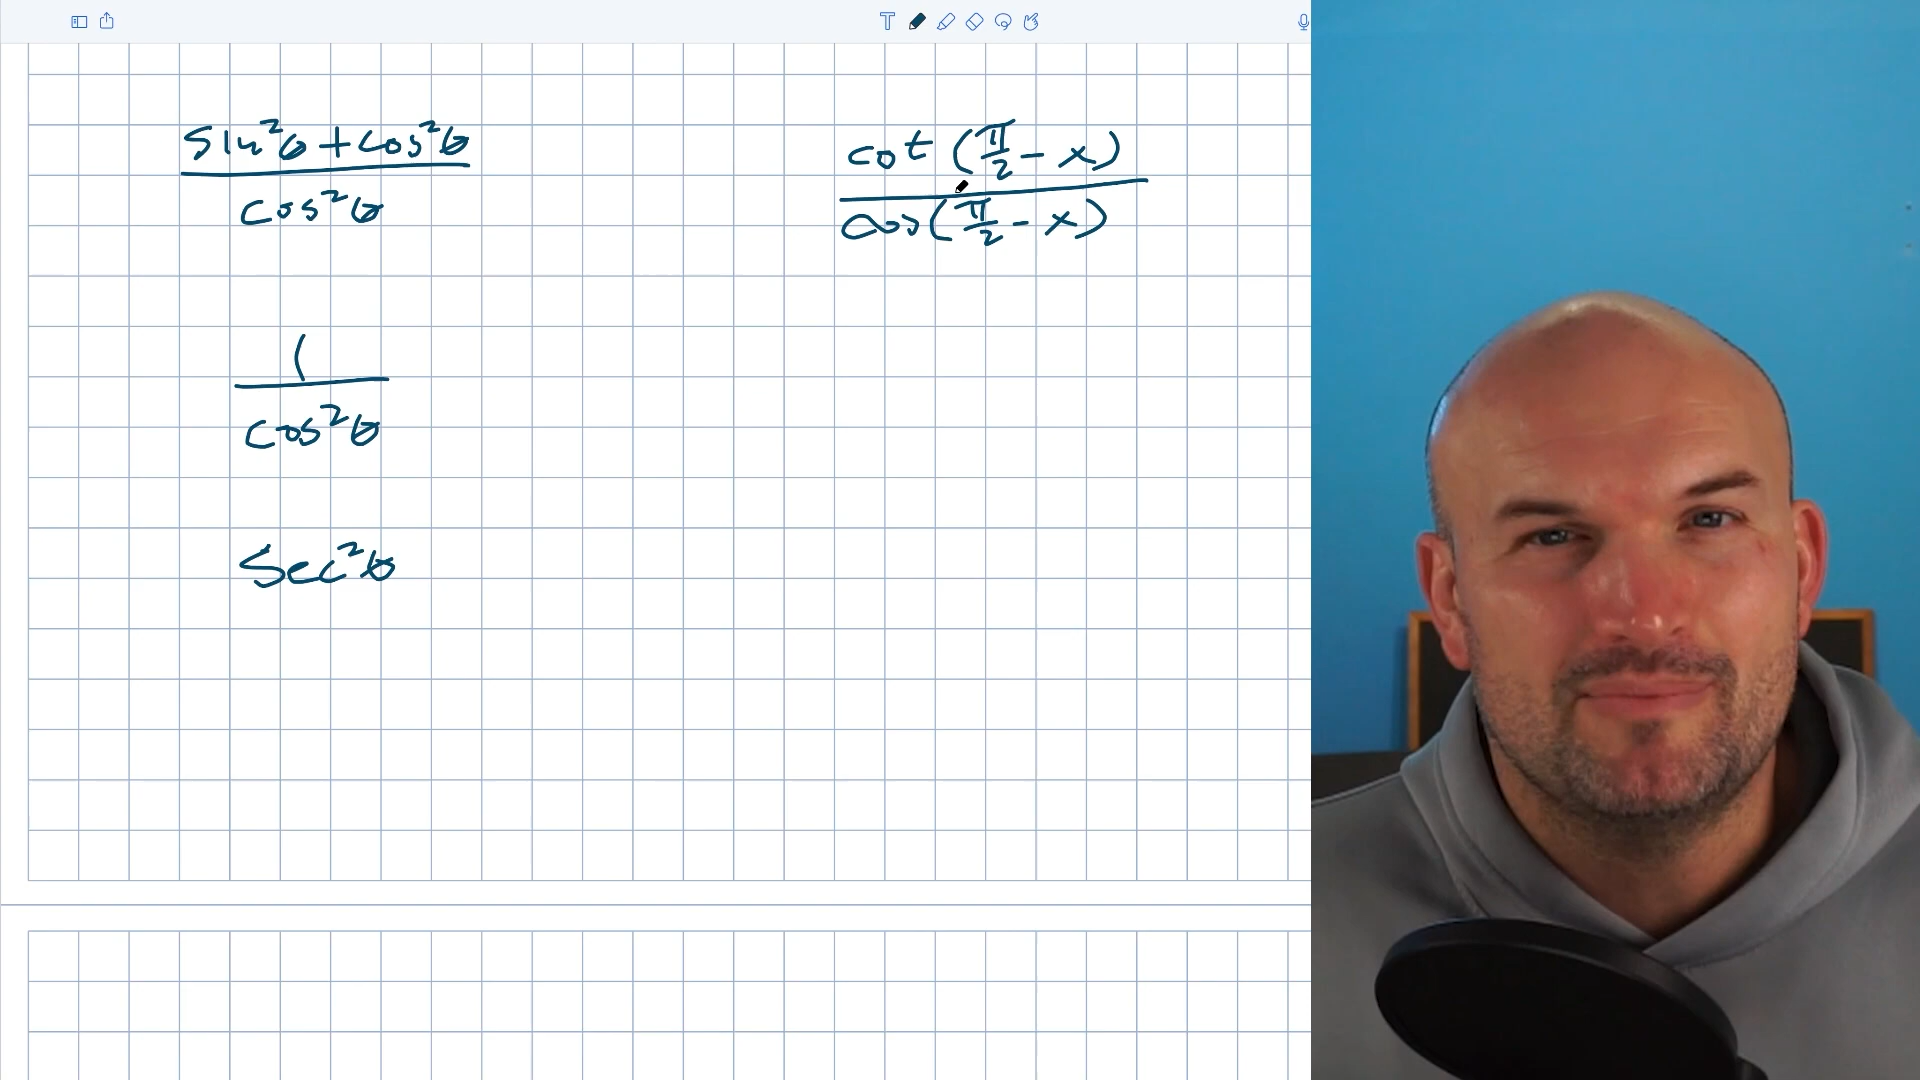 sin²θ + cos²θ
cos²θ
1
cos²θ
sec²θ
cot (π/2 - x)
cos (π/2 - x)